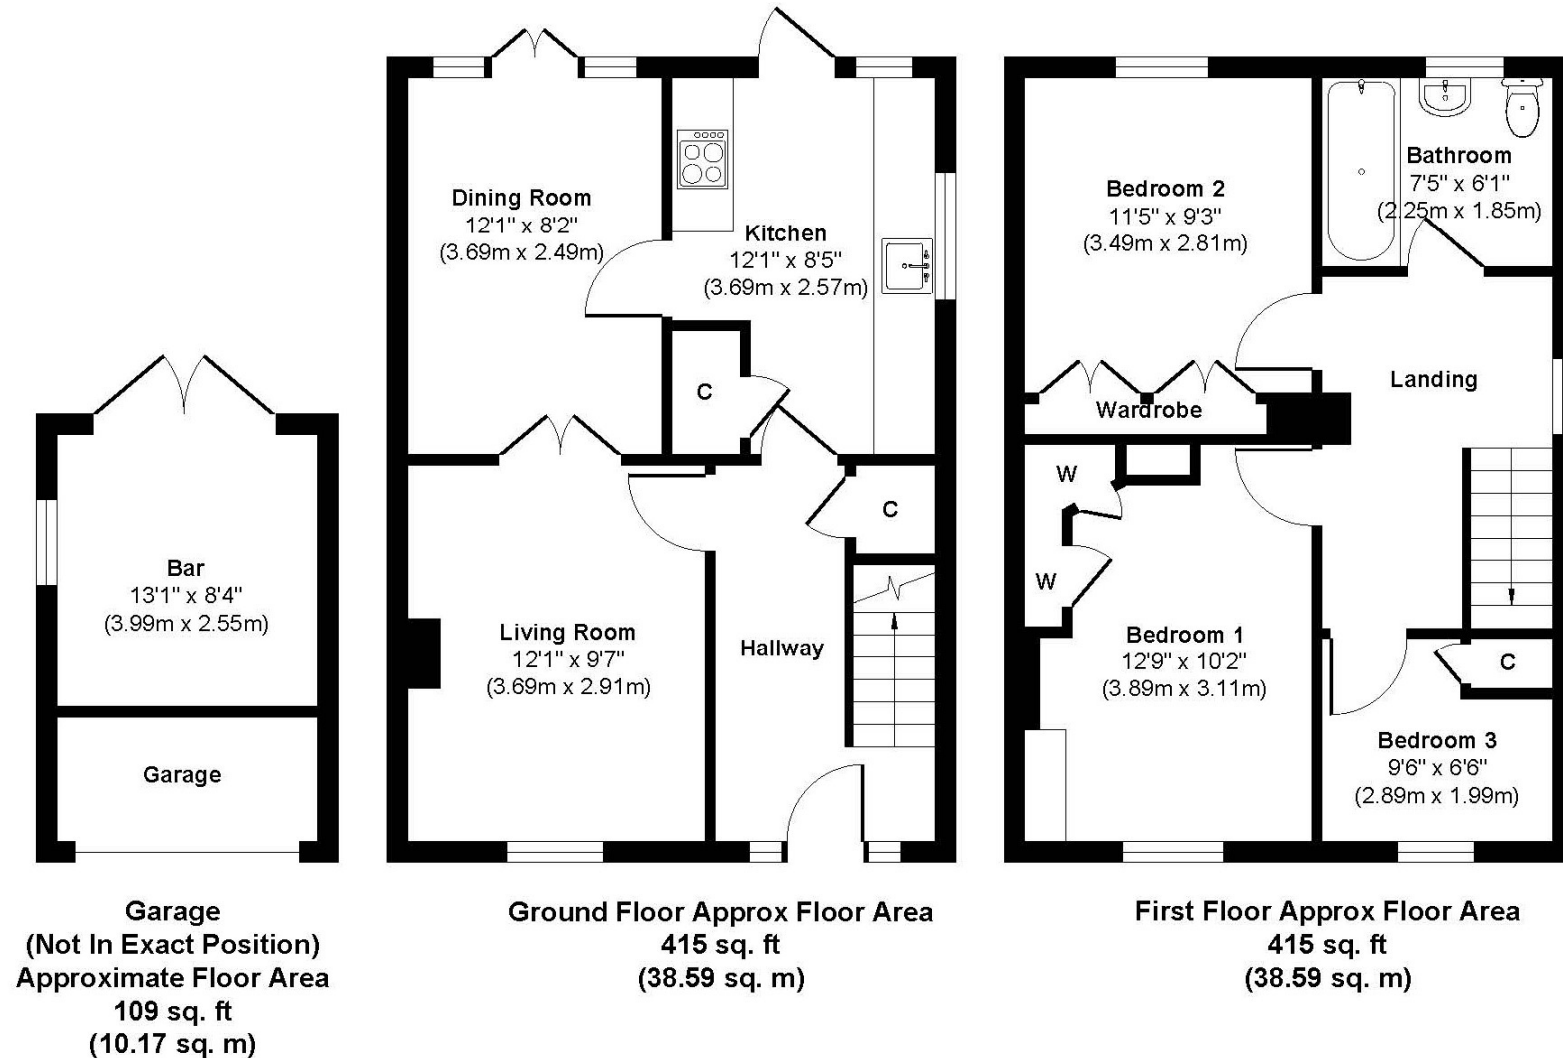 Bar
13'1" x 8'4"
(3.99m x 2.55m)
Garage
Garage
(Not In Exact Position)
Approximate Floor Area
109 sq. ft
(10.17 sq. m)
Dining Room
12'1" x 8'2"
(3.69m x 2.49m)
Kitchen
12'1" x 8'5"
(3.69m x 2.57m)
C
C
Living Room
12'1" x 9'7"
(3.69m x 2.91m)
Hallway
Ground Floor Approx Floor Area
415 sq. ft
(38.59 sq. m)
Bedroom 2
11'5" x 9'3"
(3.49m x 2.81m)
Bathroom
7'5" x 6'1"
(2.25m x 1.85m)
Landing
Wardrobe
W
W
Bedroom 1
12'9" x 10'2"
(3.89m x 3.11m)
C
Bedroom 3
9'6" x 6'6"
(2.89m x 1.99m)
First Floor Approx Floor Area
415 sq. ft
(38.59 sq. m)